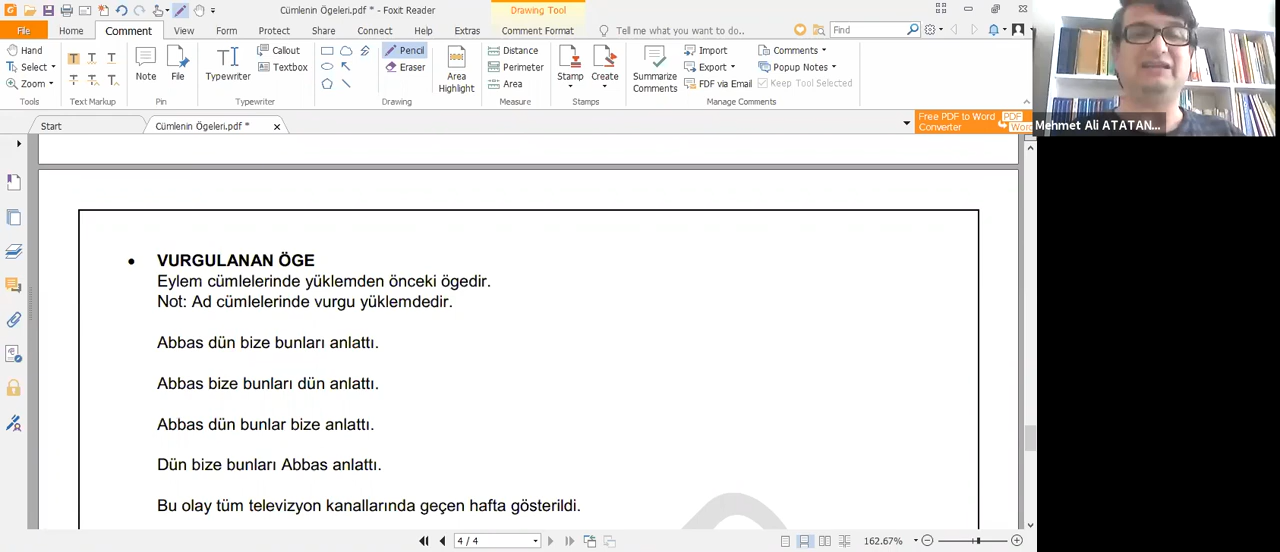 Cümlenin Ögeleri.pdf * - Foxit Reader
Drawing Tool
File Home Comment View Form Protect Share Connect Help Extras Comment Format Tell me what you want to do... Find
Hand
Select
Zoom
Tools
Text Markup
Note
File
Pin
Typewriter
Callout
Textbox
Typewriter
Pencil
Eraser
Drawing
Area Highlight
Distance
Perimeter
Area
Measure
Stamp
Create
Stamps
Summarize Comments
Import
Export
FDF via Email
Comments
Popup Notes
Keep Tool Selected
Manage Comments
Start
Cümlenin Ögeleri.pdf *
Free PDF to Word Converter
PDF
Word
Mehmet Ali ATATAN...
• VURGULANAN ÖGE
Eylem cümlelerinde yüklemden önceki ögedir.
Not: Ad cümlelerinde vurgu yüklemdedir.
Abbas dün bize bunları anlattı.
Abbas bize bunları dün anlattı.
Abbas dün bunlar bize anlattı.
Dün bize bunları Abbas anlattı.
Bu olay tüm televizyon kanallarında geçen hafta gösterildi.
4 / 4
162.67%